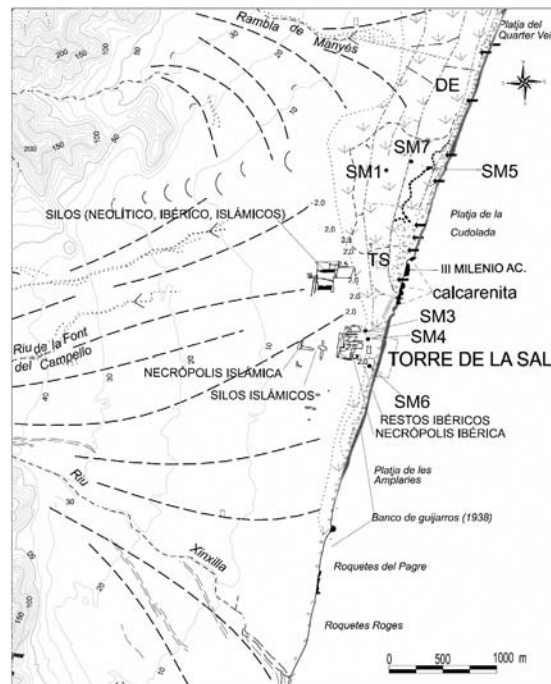 Platja del
Quarter Vei
Rambla de
Manyés
DE
SM7
SM1
SM5
SILOS (NEOLÍTICO, IBÉRICO, ISLÁMICOS)
Platja de la
Cudolada
TS
III MILENIO AC.
calcarenita
SM3
SM4
Riu de la Font
del Campello
TORRE DE LA SAL
NECRÓPOLIS ISLÁMICA
SILOS ISLÁMICOS
SM6
RESTOS IBÉRICOS
NECRÓPOLIS IBÉRICA
Riu
Xinxilla
Platja de les
Amplaries
Banco de guijarros (1938)
Roquetes del Pagre
Roquetes Roges
0 500 1000 m